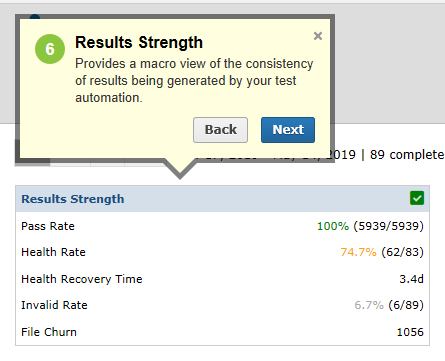 6
Results Strength
×
Provides a macro view of the consistency
of results being generated by your test
automation.
Back
Next
2019 | 89 complete
Results Strength
Pass Rate 100% (5939/5939)
Health Rate 74.7% (62/83)
Health Recovery Time 3.4d
Invalid Rate 6.7% (6/89)
File Churn 1056